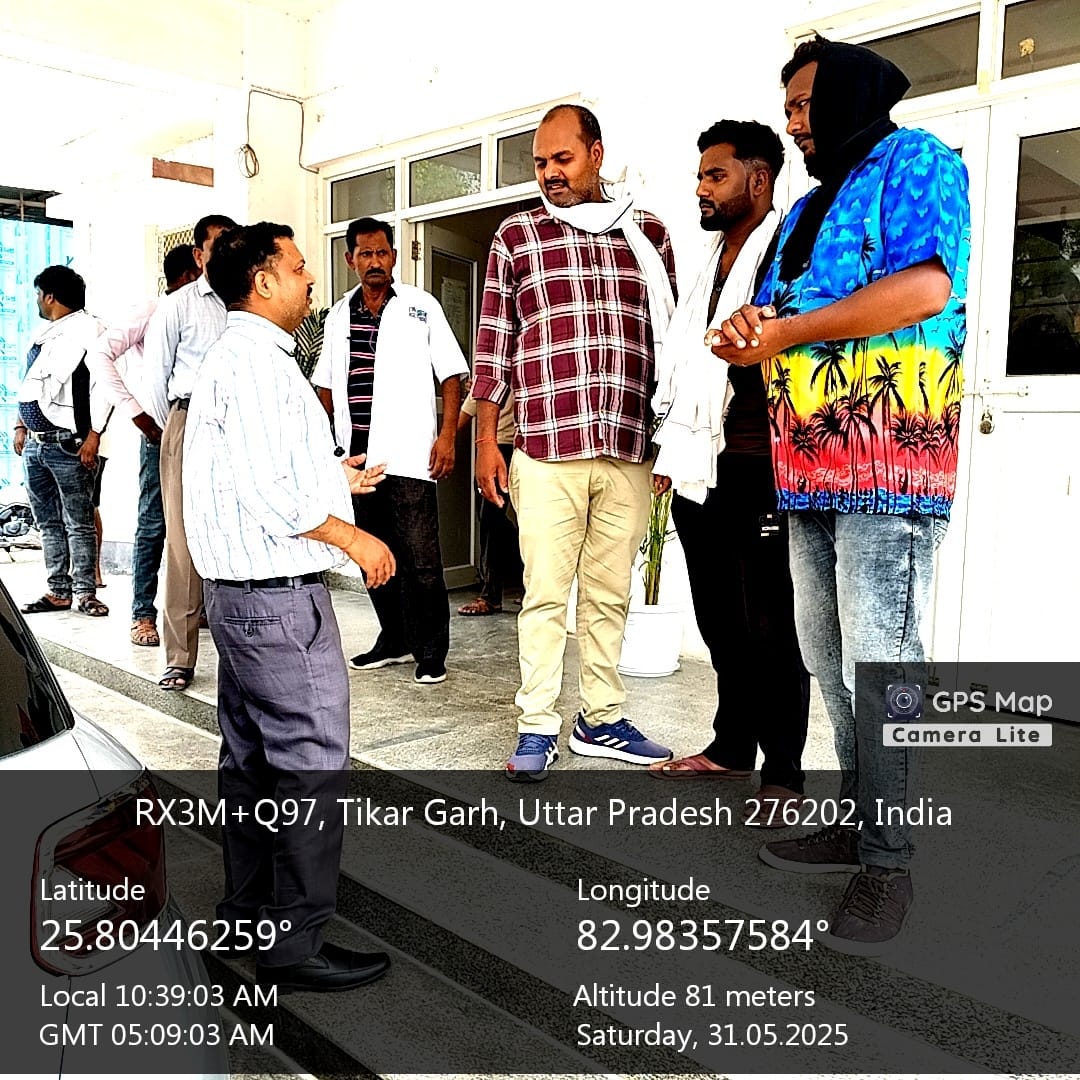 GPS Map
Camera Lite
RX3M+Q97, Tikar Garh, Uttar Pradesh 276202, India
Latitude
Longitude
25.80446259°
82.98357584°
Local 10:39:03 AM
Altitude 81 meters
GMT 05:09:03 AM
Saturday, 31.05.2025